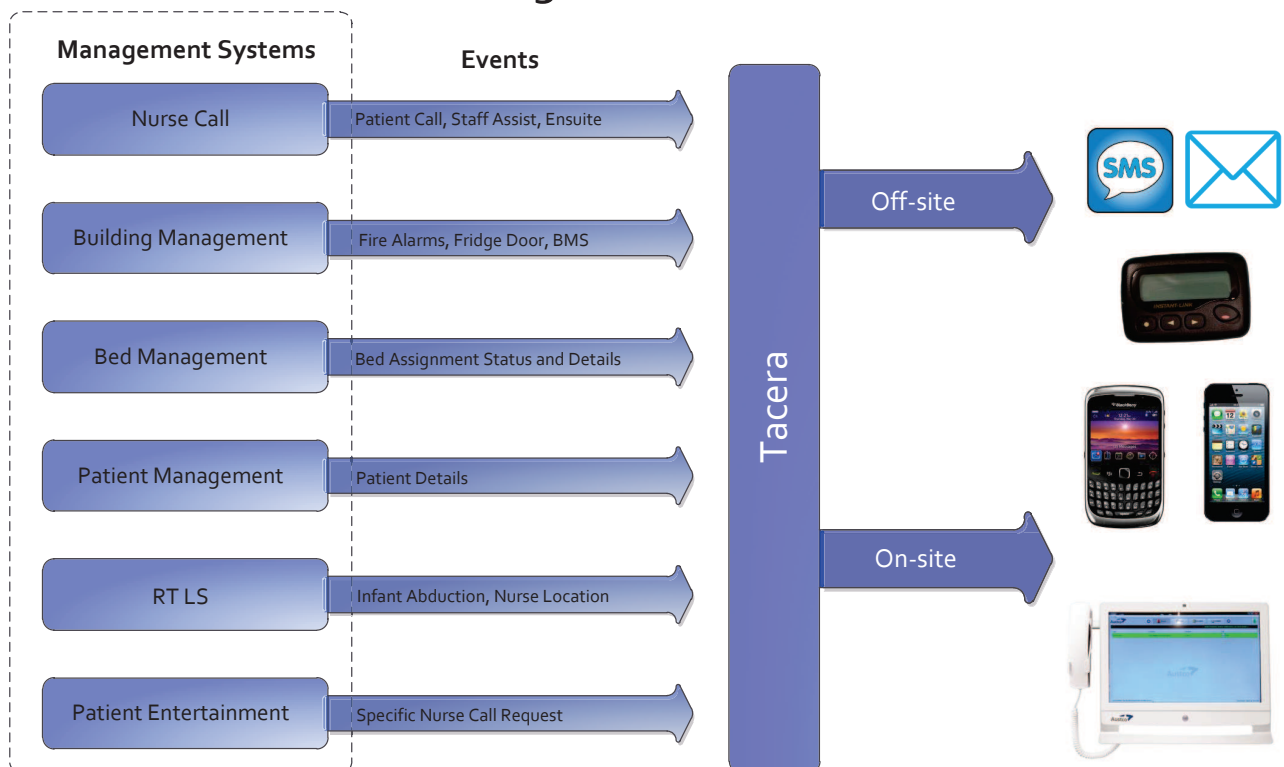 Management Systems
Events
Nurse Call
Patient Call, Staff Assist, Ensuite
Building Management
Fire Alarms, Fridge Door, BMS
Bed Management
Bed Assignment Status and Details
Patient Management
Patient Details
RT LS
Infant Abduction, Nurse Location
Patient Entertainment
Specific Nurse Call Request
Tacera
Off-site
On-site
SMS
BlackBerry
Austco